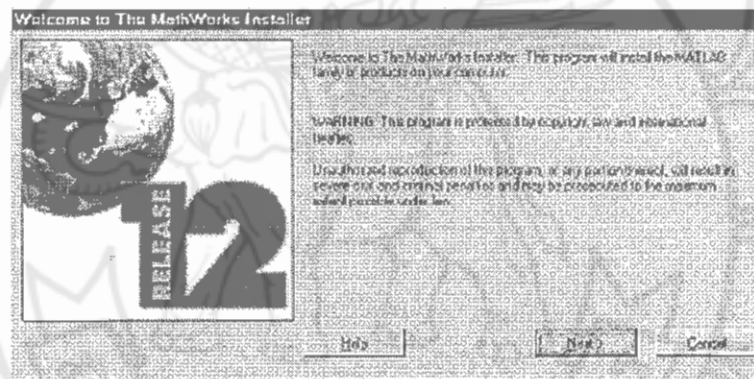 Welcome to The MathWorks Installer
Welcome to The MathWorks Installer. This program will install the MATLAB
family of products on your computer.
WARNING: This program is protected by copyright law and international
treaties.
Unauthorized reproduction of this program, or any portion thereof, will result in
severe civil and criminal penalties and may be prosecuted to the maximum
extent possible under law.
RELEASE
12
Help
Next >
Cancel